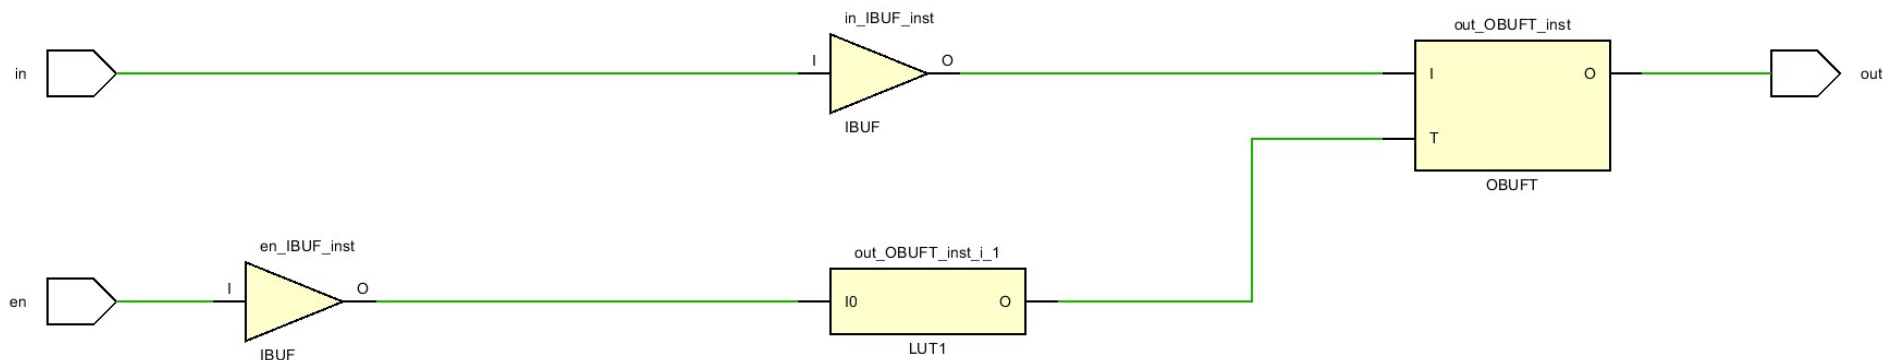 in
in_IBUF_inst
I
O
IBUF
out_OBUFT_inst
I
O
T
OBUFT
out
en
en_IBUF_inst
I
O
IBUF
out_OBUFT_inst_i_1
I0
O
LUT1